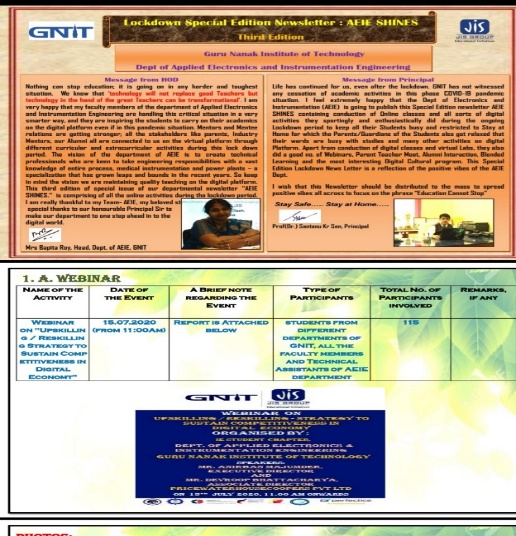 GNIT
Lockdown Special Edition Newsletter : AEIE SHINES
Third Edition
JIS
JIS GROUP
Educational Initiatives
Guru Nanak Institute of Technology
Dept of Applied Electronics and Instrumentation Engineering
Message from HOD
Nothing can stop education; it is going on in any harder and toughest
situation. We know that 'technology will not replace good Teachers but
technology in the hand of the great Teachers can be transformational'. I am
very happy that my faculty members of the department of Applied Electronics
and Instrumentation Engineering are handling this critical situation in a very
smarter way, and they are inspiring the students to carry on their academics
on the digital platform even if in this pandemic situation. Mentors and Mentee
relations are getting stronger; all the stakeholders like parents, Industry
Mentors, our Alumni all are connected to us on the virtual platform through
different curricular and extracurricular activities during this lock down
period. The vision of the department of AEIE is to create technical
professionals who are keen to take engineering responsibilities with a vast
knowledge of entire process, medical instrumentation and power plants – a
specialization that has grown leaps and bounds in the recent years. So keep
in mind the vision we are maintaining the quality teaching on the digital platform.
This third edition of special issue of our departmental newsletter "AEIE
SHINES." is comprising of all the online activities during the lockdown period.
I am really thankful to my Team- AEIE, my beloved st
special thanks to our honourable Principal Sir to
make our department to one step ahead in to the
digital world.
Mrs Bapita Roy, Head, Dept. of AEIE, GNIT
Message from Principal
Life has continued for us, even after the lockdown. GNIT has not witnessed
any cessation of academic activities in this phase COVID-19 pandemic
situation. I feel extremely happy that the Dept of Electronics and
Instrumentation (AEIE) is going to publish this Special Edition newsletter AEIE
SHINES containing conduction of Online classes and all sorts of digital
activities they sportingly and enthusiastically did during the ongoing
Lockdown period to keep all their Students busy and restricted to Stay at
Home for which the Parents/Guardians of the Students also got relaxed that
their words are busy with studies and many other activities on digital
Platform. Apart from conduction of digital classes and virtual Labs, they also
did a good no. of Webinars, Parent Teacher Meet, Alumni Interaction, Blended
Learning and the most interesting Digital Cultural program. This Special
Edition Lockdown News Letter is a reflection of the positive vibes of the AEIE
Dept.
I wish that this Newsletter should be distributed to the mass to spread
positive vibes all across to focus on the phrase "Education Cannot Stop"
Stay Safe..... Stay at Home.....
Prof(Dr.) Santanu Kr Sen, Principal
1. A. WEBINAR
NAME OF THE ACTIVITY
DATE OF THE EVENT
A BRIEF NOTE REGARDING THE EVENT
TYPE OF PARTICIPANTS
TOTAL NO. OF PARTICIPANTS INVOLVED
REMARKS, IF ANY
WEBINAR
ON "UPSKILLIN
G / RESKILLIN
G STRATEGY TO
SUSTAIN COMP
ETITIVENESS IN
DIGITAL
ECONOMY"
15.07.2020
(FROM 11:00AM)
REPORT IS ATTACHED
BELOW
STUDENTS FROM
DIFFERENT
DEPARTMENTS OF
GNIT, ALL THE
FACULTY MEMBERS
AND TECHNICAL
ASSISTANTS OF AEIE
DEPARTMENT
115
GNIT
JIS
JIS GROUP
WEBINAR ON
UPSKILLING / RESKILLING - STRATEGY TO
SUSTAIN COMPETITIVENESS IN
DIGITAL ECONOMY
ORGANISED BY :
IE STUDENT CHAPTER,
DEPT. OF APPLIED ELECTRONICS &
INSTRUMENTATION ENGINEERING
GURU NANAK INSTITUTE OF TECHNOLOGY
SPEAKERS:
MR. ANIRBAN MAJUMDER,
EXECUTIVE DIRECTOR
AND
MR. DEVROOP BHATTACHARYA,
ASSOCIATE DIRECTOR
PRICEWATERHOUSECOOPERS PVT LTD
ON 15TH JULY 2020, 11.00 AM ONWARDS